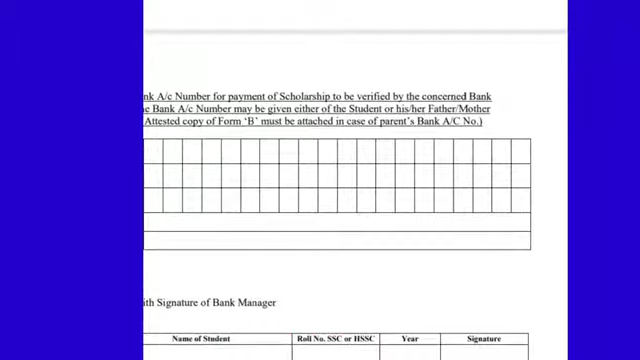 nk A/c Number for payment of Scholarship to be verified by the concerned Bank
ne Bank A/c Number may be given either of the Student or his/her Father/Mother
Attested copy of Form ‘B’ must be attached in case of parent’s Bank A/C No.)
ith Signature of Bank Manager
Name of Student Roll No. SSC or HSSC Year Signature